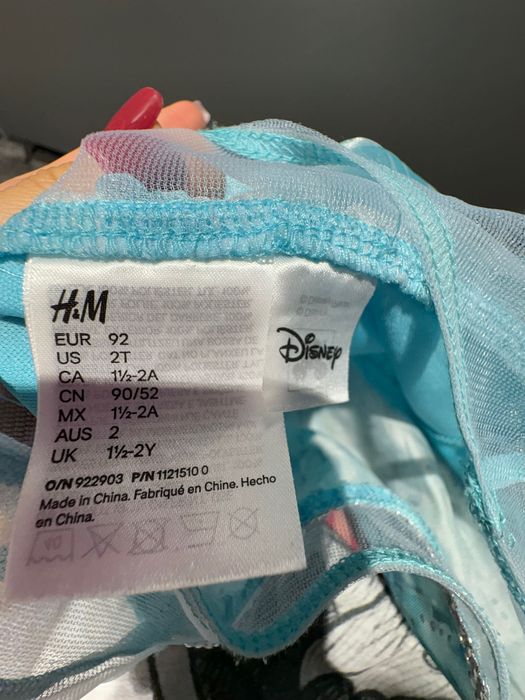 H&M
EUR 92
US 2T
CA 1½-2A
CN 90/52
MX 1½-2A
AUS 2
UK 1½-2Y
O/N 922903 P/N 1121510 0
Made in China. Fabriqué en Chine. Hecho
en China.
Disney